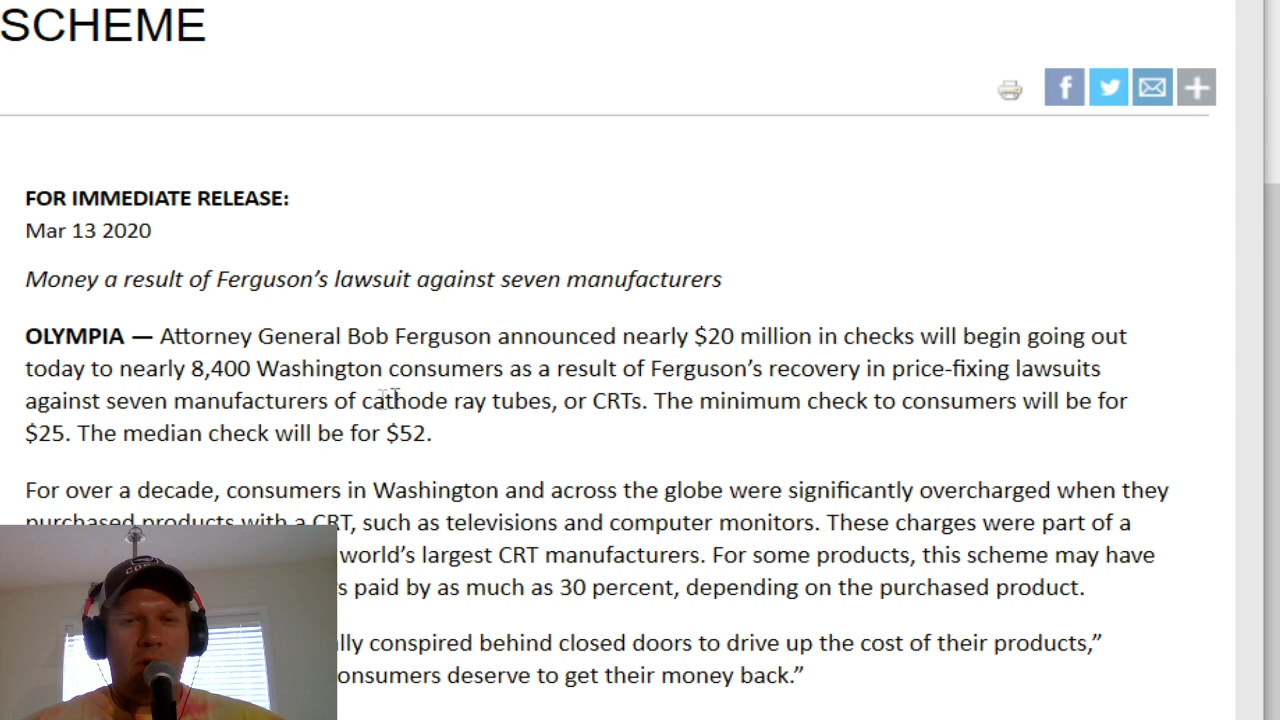 SCHEME
FOR IMMEDIATE RELEASE:
Mar 13 2020
Money a result of Ferguson’s lawsuit against seven manufacturers
OLYMPIA — Attorney General Bob Ferguson announced nearly $20 million in checks will begin going out
today to nearly 8,400 Washington consumers as a result of Ferguson’s recovery in price-fixing lawsuits
against seven manufacturers of cathode ray tubes, or CRTs. The minimum check to consumers will be for
$25. The median check will be for $52.
For over a decade, consumers in Washington and across the globe were significantly overcharged when they
purchased products with a CRT, such as televisions and computer monitors. These charges were part of a
world’s largest CRT manufacturers. For some products, this scheme may have
s paid by as much as 30 percent, depending on the purchased product.
lly conspired behind closed doors to drive up the cost of their products,”
onsumers deserve to get their money back.”